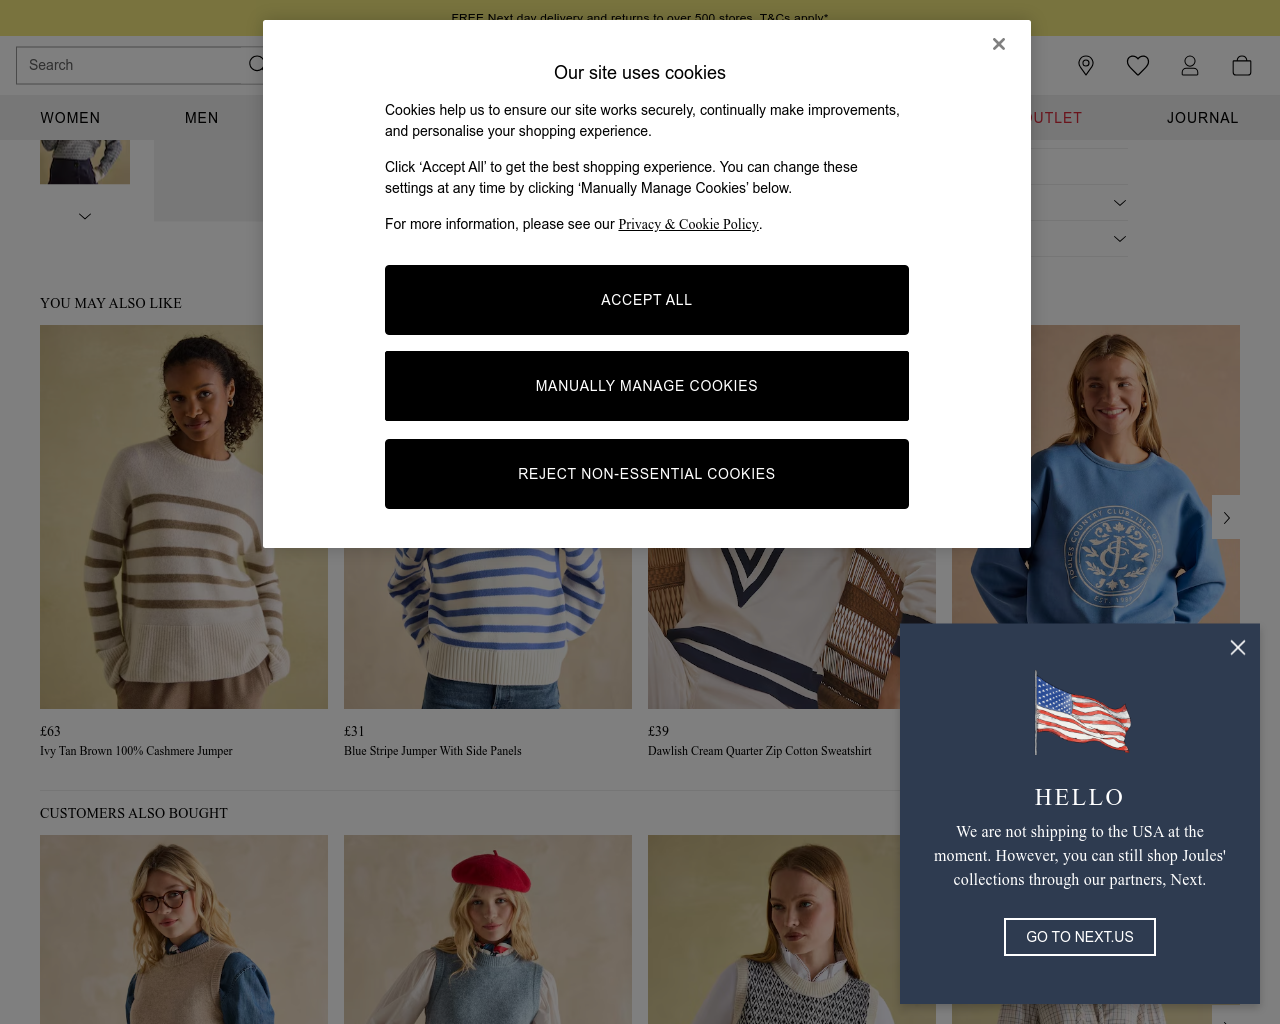 FREE Next day delivery and returns to over 500 stores. T&Cs apply*
Search
WOMEN
MEN
OUTLET
JOURNAL
Our site uses cookies
Cookies help us to ensure our site works securely, continually make improvements,
and personalise your shopping experience.
Click ‘Accept All’ to get the best shopping experience. You can change these
settings at any time by clicking ‘Manually Manage Cookies’ below.
For more information, please see our Privacy & Cookie Policy.
ACCEPT ALL
MANUALLY MANAGE COOKIES
REJECT NON-ESSENTIAL COOKIES
YOU MAY ALSO LIKE
JOULES COUNTRY CLUB
EST. 1989
£63
Ivy Tan Brown 100% Cashmere Jumper
£31
Blue Stripe Jumper With Side Panels
£39
Dawlish Cream Quarter Zip Cotton Sweatshirt
CUSTOMERS ALSO BOUGHT
HELLO
We are not shipping to the USA at the
moment. However, you can still shop Joules'
collections through our partners, Next.
GO TO NEXT.US